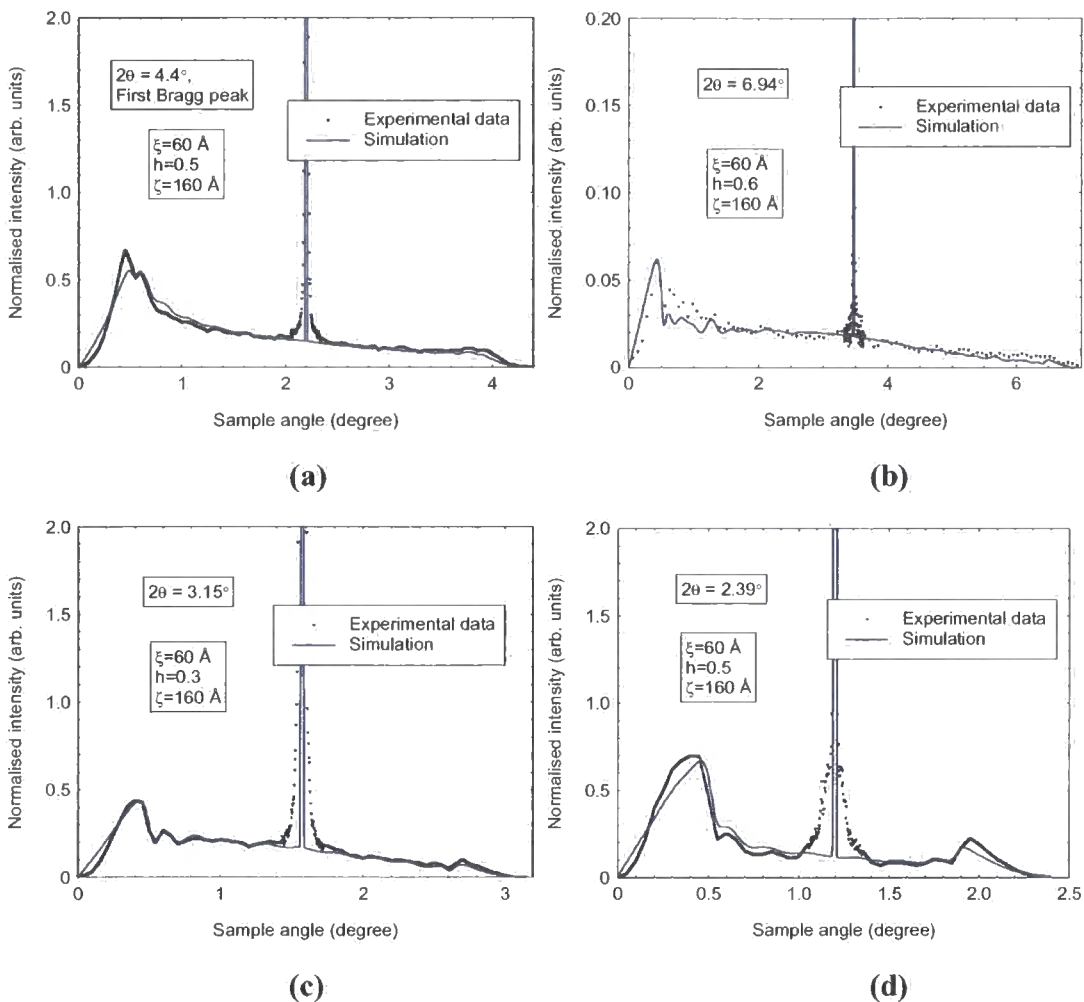 2.0
1.5
1.0
0.5
0
0
1
2
3
4
Normalised intensity (arb. units)
Sample angle (degree)
2θ = 4.4°,
First Bragg peak
ξ=60 Å
h=0.5
ζ=160 Å
Experimental data
Simulation
(a)
0.20
0.15
0.10
0.05
0
0
2
4
6
Normalised intensity (arb. units)
Sample angle (degree)
2θ = 6.94°
ξ=60 Å
h=0.6
ζ=160 Å
Experimental data
Simulation
(b)
2.0
1.5
1.0
0.5
0
0
1
2
3
Normalised intensity (arb. units)
Sample angle (degree)
2θ = 3.15°
ξ=60 Å
h=0.3
ζ=160 Å
Experimental data
Simulation
(c)
2.0
1.5
1.0
0.5
0
0
0.5
1.0
1.5
2.0
2.5
Normalised intensity (arb. units)
Sample angle (degree)
2θ = 2.39°
ξ=60 Å
h=0.5
ζ=160 Å
Experimental data
Simulation
(d)